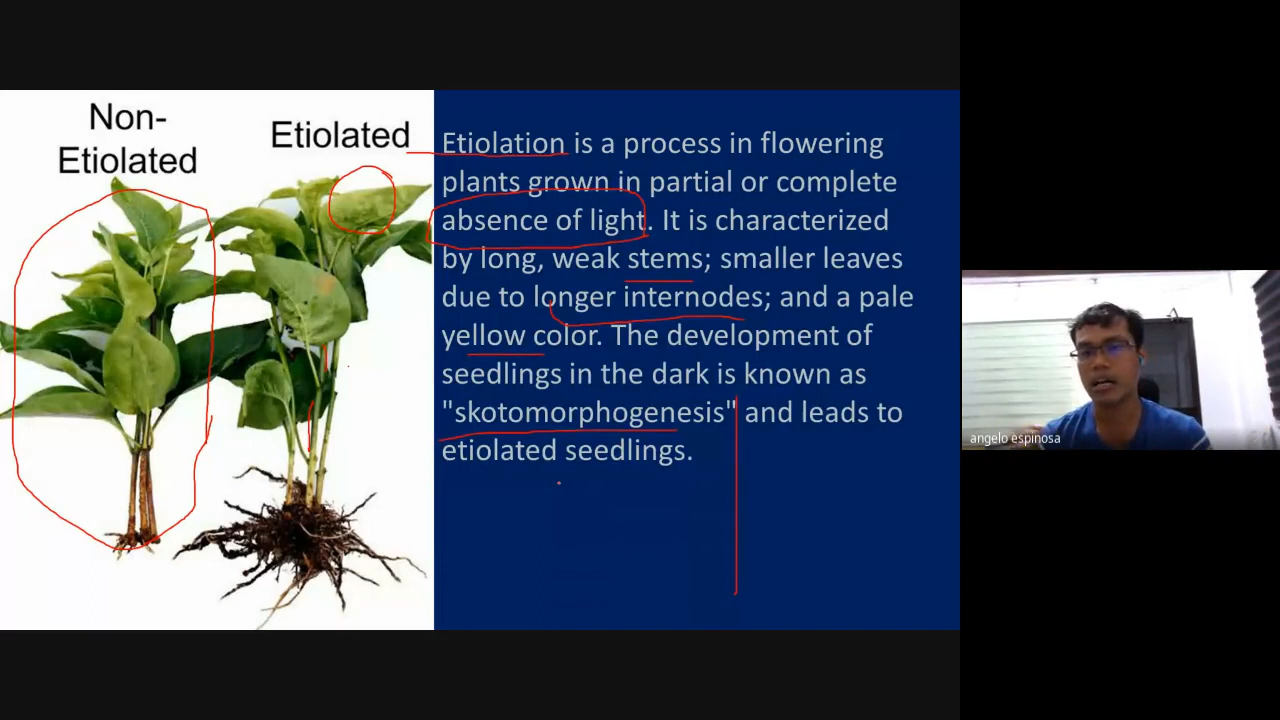 Non-
Etiolated
Etiolated
Etiolation is a process in flowering
plants grown in partial or complete
absence of light. It is characterized
by long, weak stems; smaller leaves
due to longer internodes; and a pale
yellow color. The development of
seedlings in the dark is known as
"skotomorphogenesis" and leads to
etiolated seedlings.
angelo espinosa